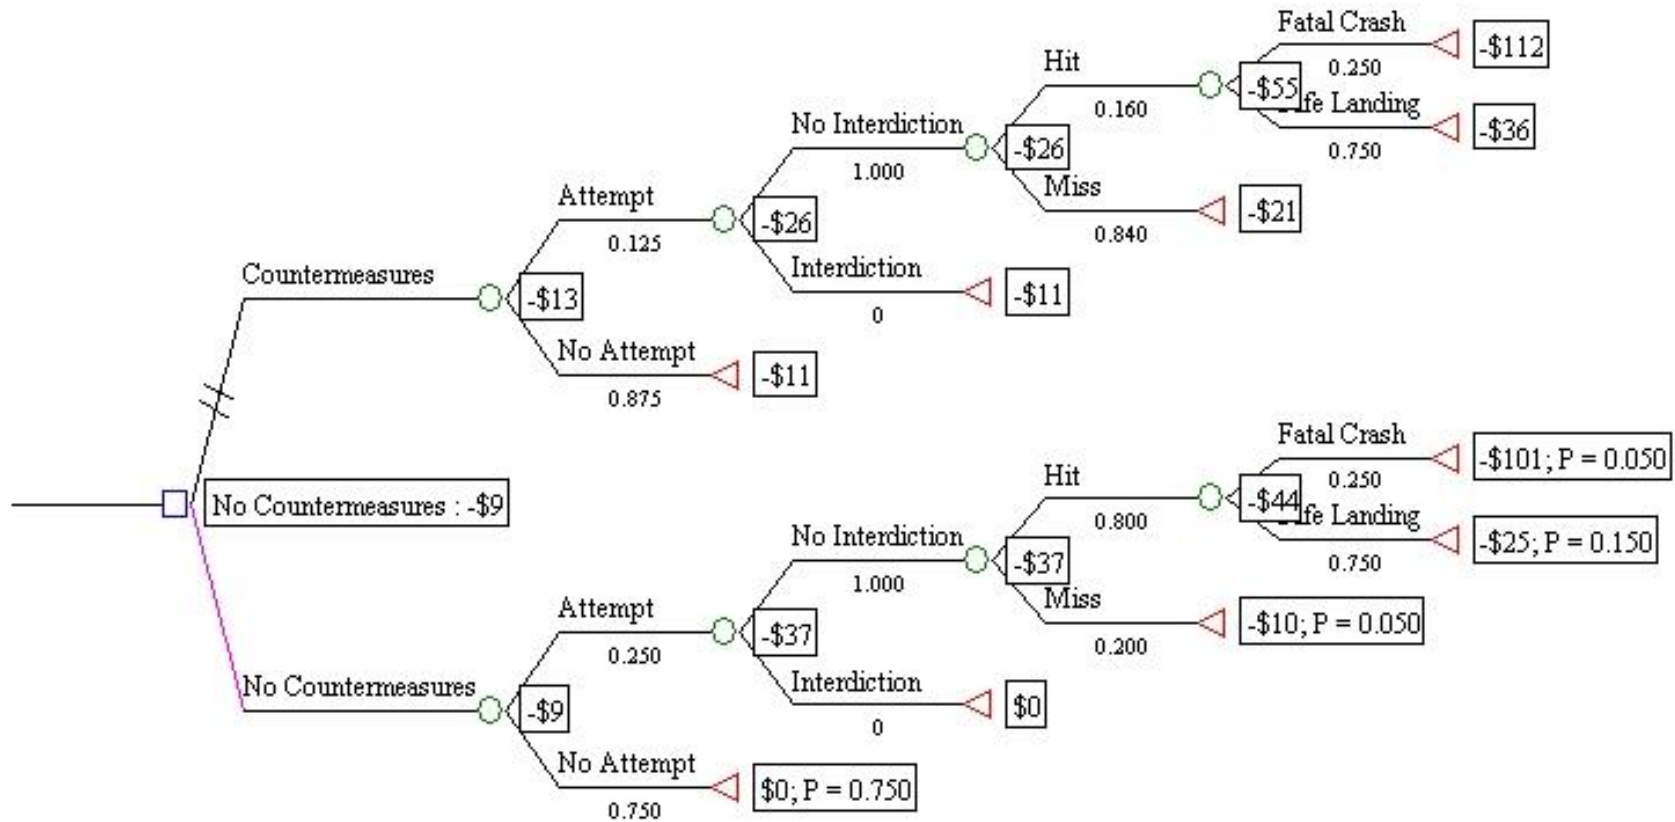 Fatal Crash
-$112
0.250
Hit
-$55
fe Landing
-$36
0.160
0.750
No Interdiction
-$26
1.000
Miss
-$21
0.840
Attempt
-$26
0.125
Interdiction
-$11
0
Countermeasures
-$13
No Attempt
-$11
0.875
No Countermeasures : -$9
Fatal Crash
-$101; P = 0.050
0.250
Hit
-$44
fe Landing
-$25; P = 0.150
0.800
0.750
No Interdiction
-$37
1.000
Miss
-$10; P = 0.050
0.200
Attempt
-$37
0.250
Interdiction
$0
0
No Countermeasures
-$9
No Attempt
$0; P = 0.750
0.750